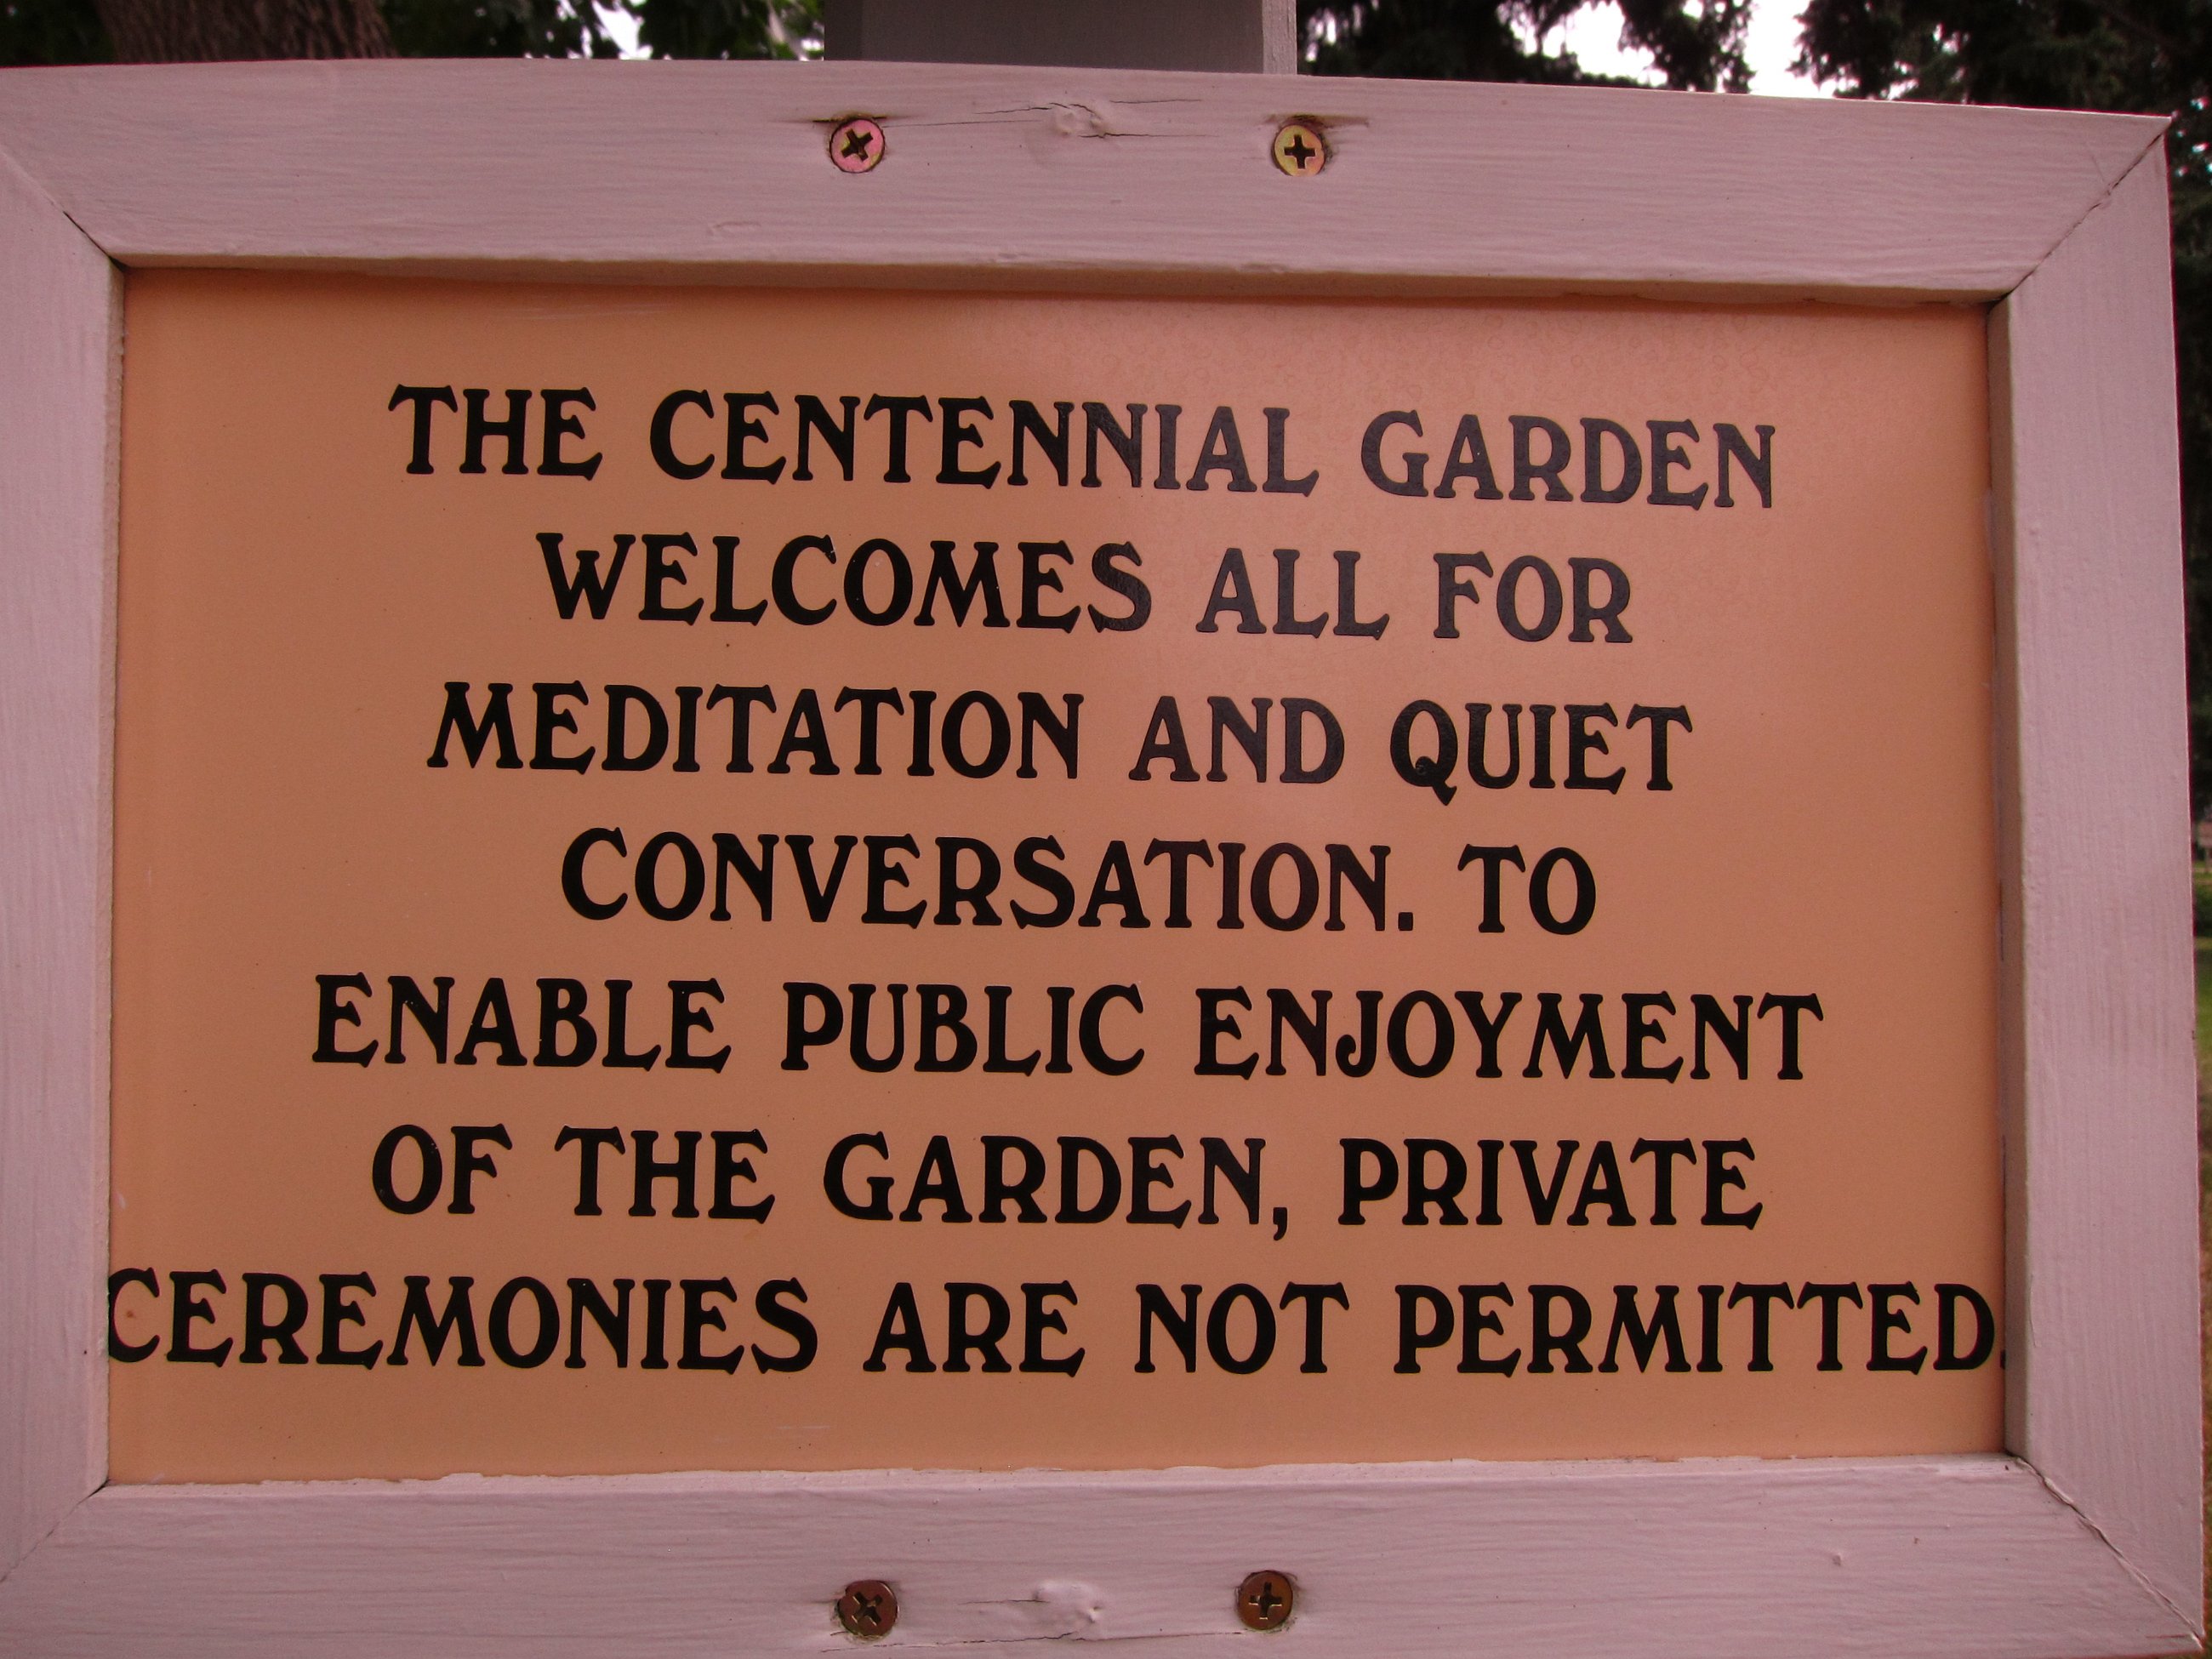 THE CENTENNIAL GARDEN
WELCOMES ALL FOR
MEDITATION AND QUIET
CONVERSATION. TO
ENABLE PUBLIC ENJOYMENT
OF THE GARDEN, PRIVATE
CEREMONIES ARE NOT PERMITTED.